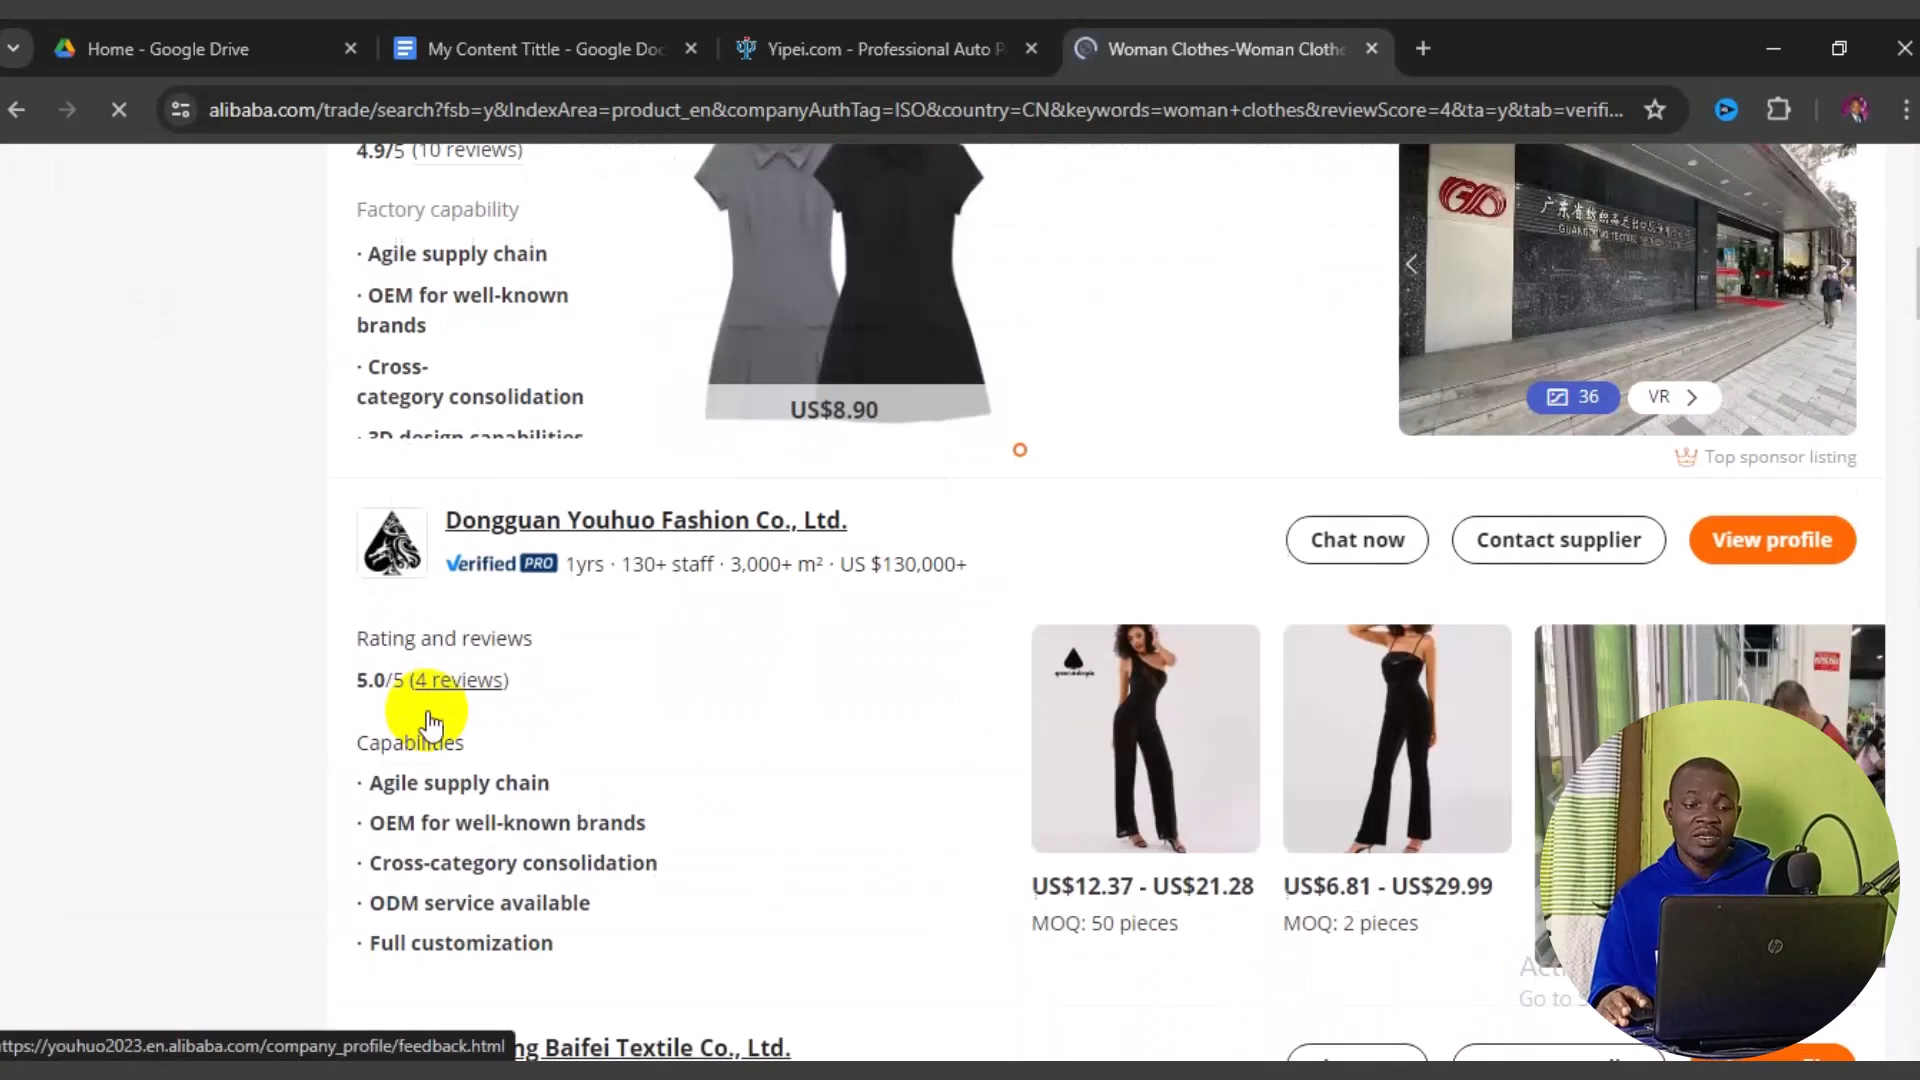 Home - Google Drive
My Content Tittle - Google Doc
Yipei.com - Professional Auto P
Woman Clothes-Woman Clothe
alibaba.com/trade/search?fsb=y&IndexArea=product_en&companyAuthTag=ISO&country=CN&keywords=woman+clothes&reviewScore=4&ta=y&tab=verifi...
4.9/5 (10 reviews)
Factory capability
· Agile supply chain
· OEM for well-known
brands
· Cross-
category consolidation
· 3D design capabilities
US$8.90
36
VR
Top sponsor listing
Dongguan Youhuo Fashion Co., Ltd.
Verified PRO 1yrs · 130+ staff · 3,000+ m² · US $130,000+
Chat now
Contact supplier
View profile
Rating and reviews
5.0/5 (4 reviews)
Capabilities
· Agile supply chain
· OEM for well-known brands
· Cross-category consolidation
· ODM service available
· Full customization
US$12.37 - US$21.28
MOQ: 50 pieces
US$6.81 - US$29.99
MOQ: 2 pieces
Go to
ttps://youhuo2023.en.alibaba.com/company_profile/feedback.html
ng Baifei Textile Co., Ltd.